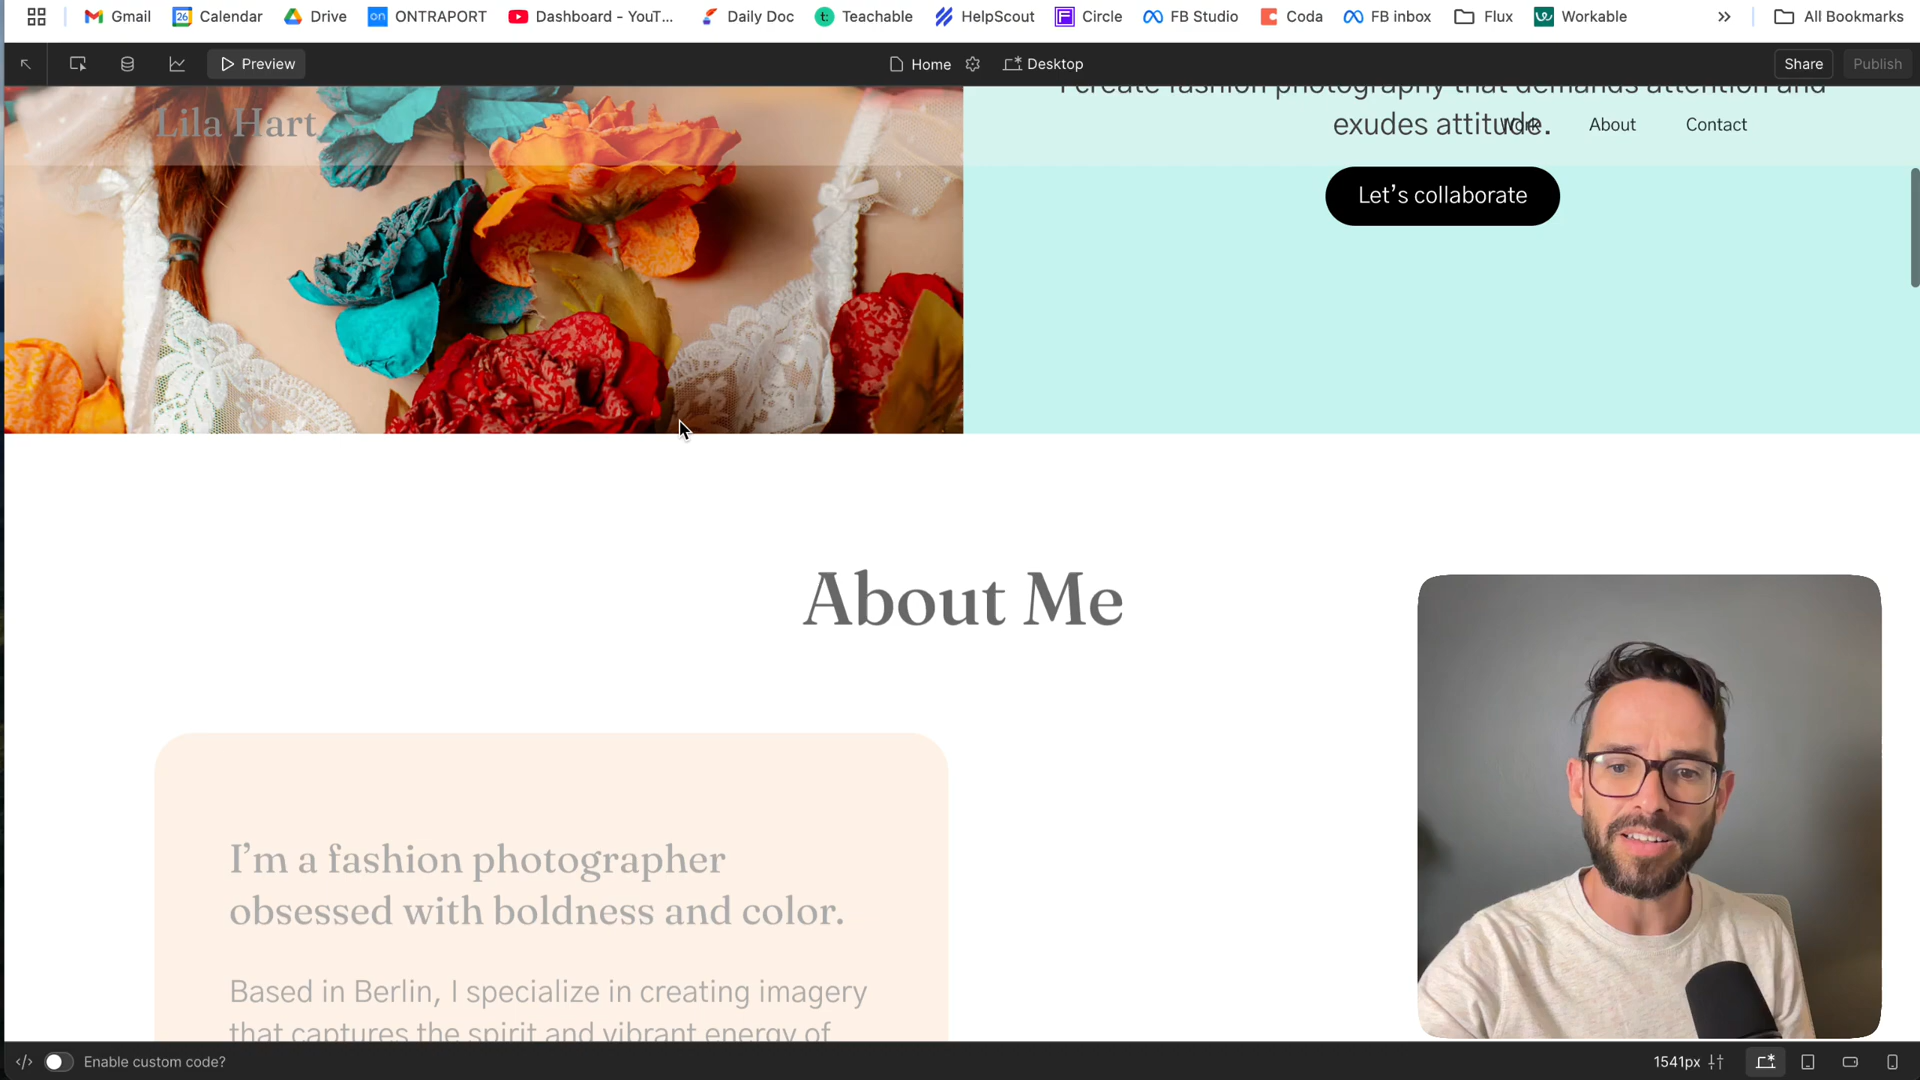 Gmail Calendar Drive ONTRAPORT Dashboard - YouT... Daily Doc Teachable HelpScout Circle FB Studio Coda FB inbox Flux Workable » All Bookmarks
Preview Home Desktop Share Publish
I create fashion photography that demands attention and
exudes attitude.
Lila Hart Work About Contact
Let's collaborate
About Me
I'm a fashion photographer
obsessed with boldness and color.
Based in Berlin, I specialize in creating imagery
that captures the spirit and vibrant energy of
</> Enable custom code? 1541px